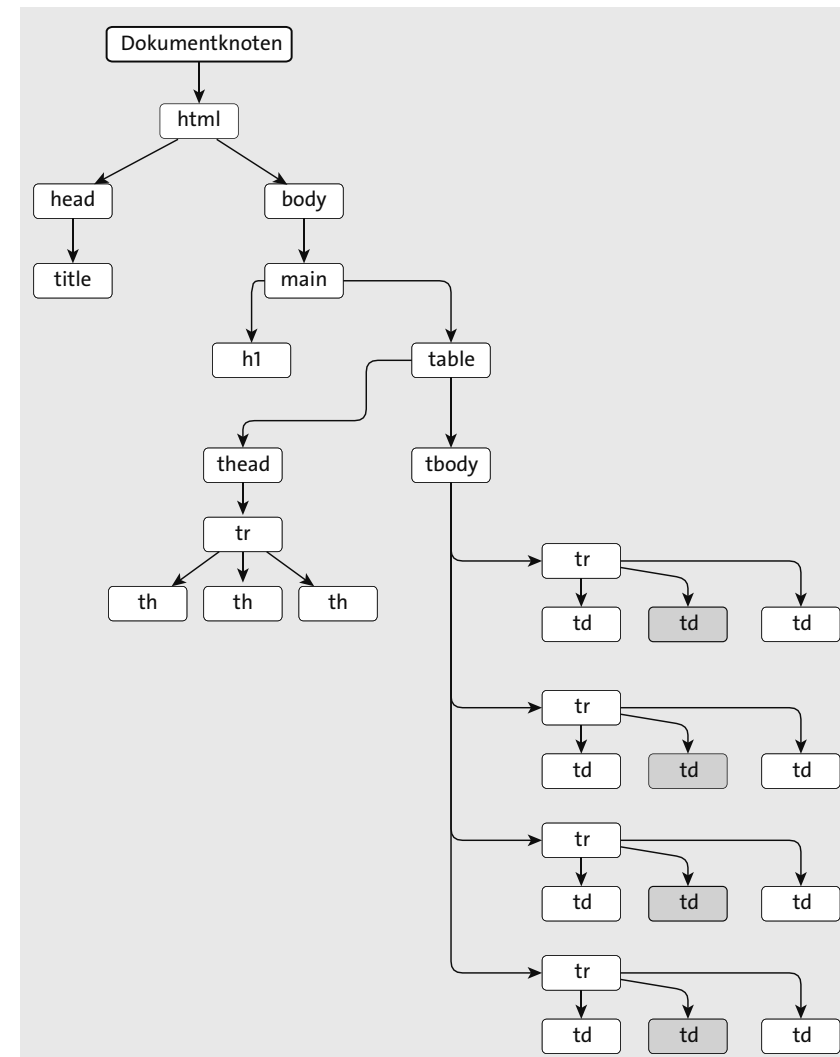 Dokumentknoten
html
head body
title main
h1 table
thead tbody
tr
th th th
tr
td td td
tr
td td td
tr
td td td
tr
td td td